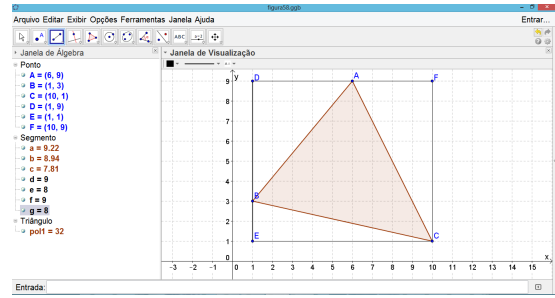 figura58.ggb
Arquivo Editar Exibir Opções Ferramentas Janela Ajuda
Entrar...
ABC a=2
Janela de Álgebra
Janela de Visualização
Ponto
A = (6, 9)
B = (1, 3)
C = (10, 1)
D = (1, 9)
E = (1, 1)
F = (10, 9)
Segmento
a = 9.22
b = 8.94
c = 7.81
d = 9
e = 8
f = 9
g = 8
Triângulo
pol1 = 32
y
9 D A F
8
7
6
5
4
3 B
2
1 E C
0 x
-3 -2 -1 0 1 2 3 4 5 6 7 8 9 10 11 12 13 14 15
Entrada: